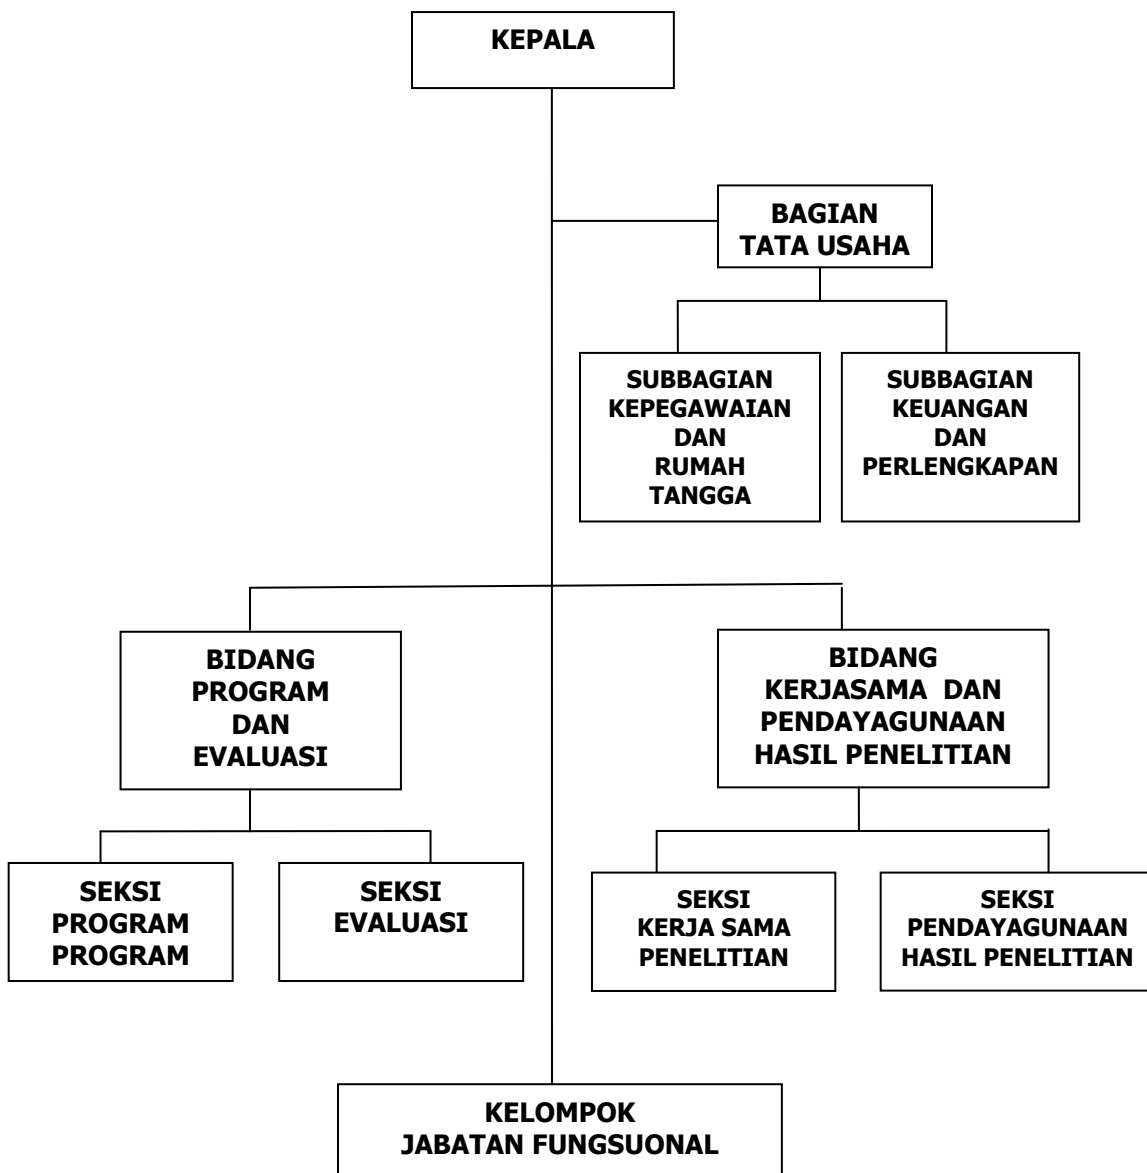 KEPALA
BAGIAN
TATA USAHA
SUBBAGIAN
KEPEGAWAIAN
DAN
RUMAH
TANGGA
SUBBAGIAN
KEUANGAN
DAN
PERLENGKAPAN
BIDANG
PROGRAM
DAN
EVALUASI
BIDANG
KERJASAMA DAN
PENDAYAGUNAAN
HASIL PENELITIAN
SEKSI
PROGRAM
PROGRAM
SEKSI
EVALUASI
SEKSI
KERJA SAMA
PENELITIAN
SEKSI
PENDAYAGUNAAN
HASIL PENELITIAN
KELOMPOK
JABATAN FUNGSUONAL